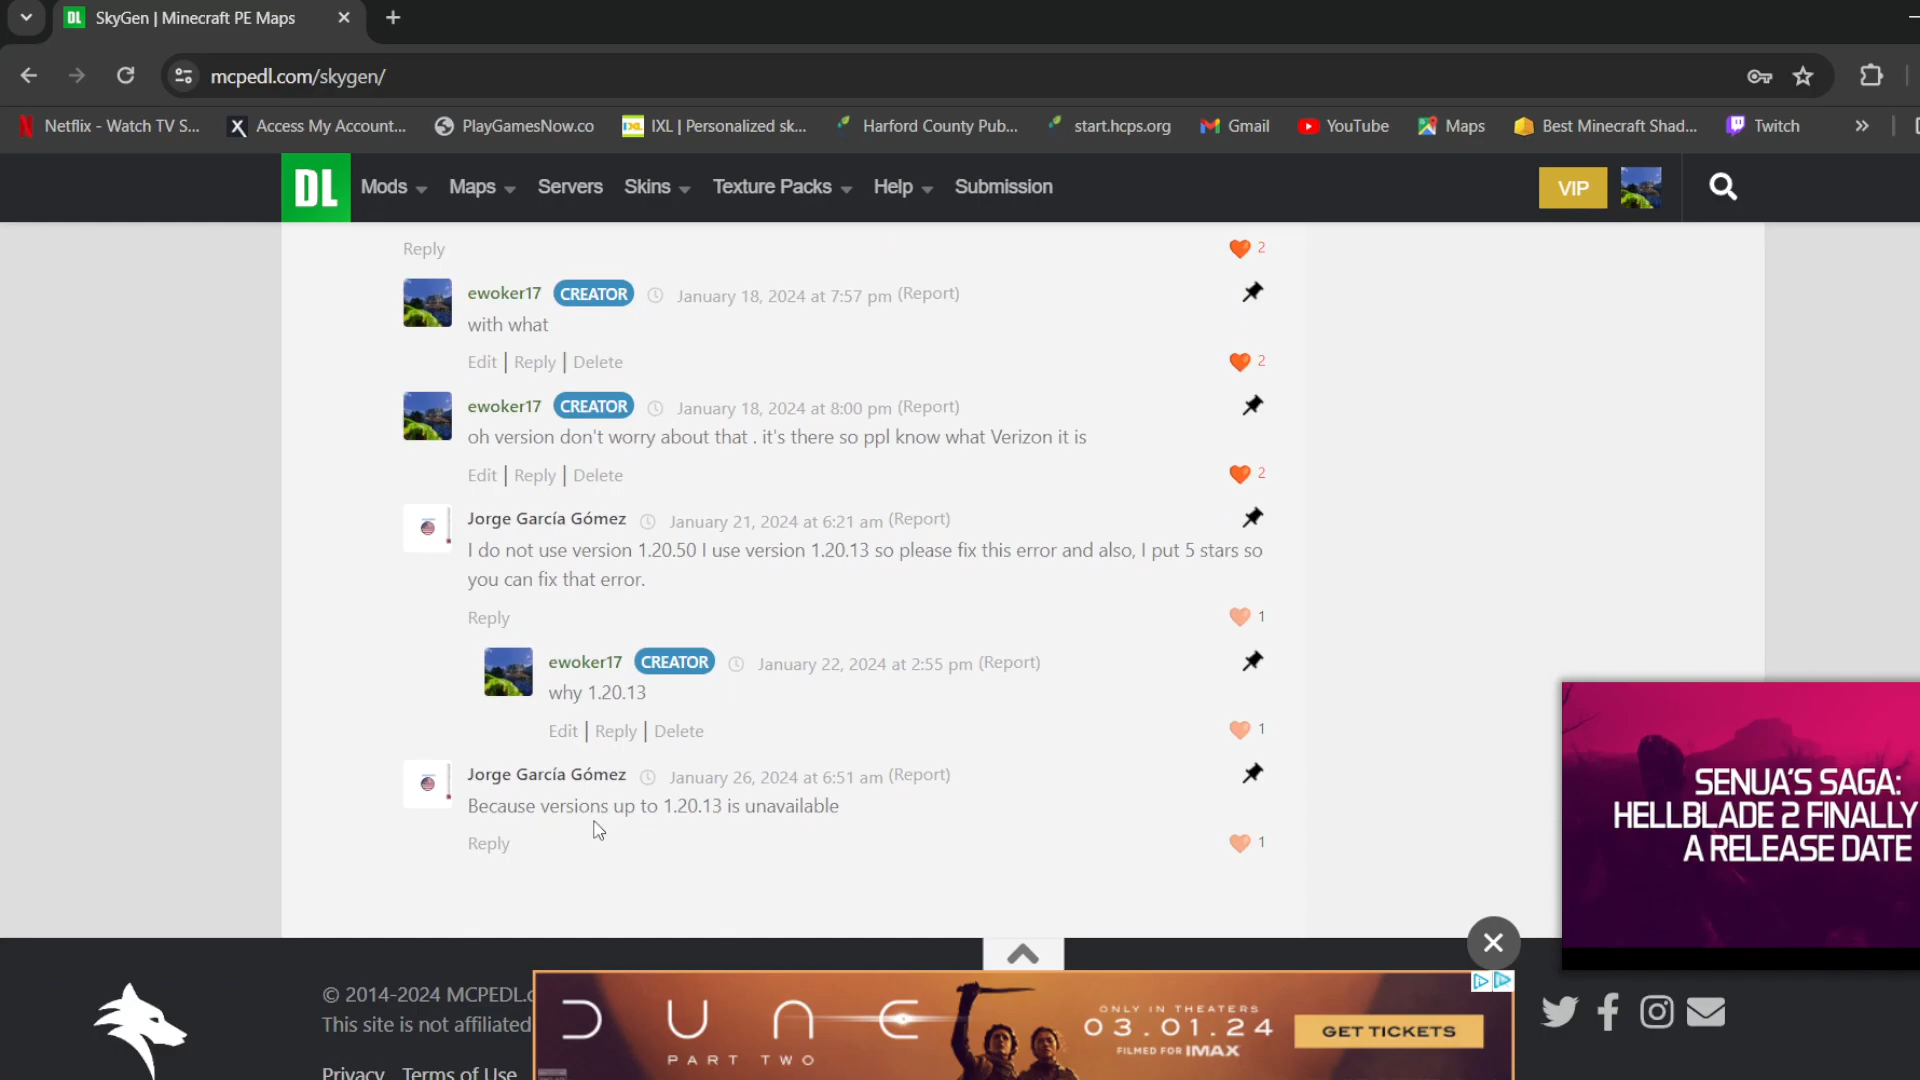 DL SkyGen | Minecraft PE Maps
mcpedl.com/skygen/
N Netflix - Watch TV S... X Access My Account... PlayGamesNow.co IXL IXL | Personalized sk... Harford County Pub... start.hcps.org Gmail YouTube Maps Best Minecraft Shad... Twitch
DL Mods Maps Servers Skins Texture Packs Help Submission VIP
Reply 2
ewoker17 CREATOR January 18, 2024 at 7:57 pm (Report)
with what
Edit | Reply | Delete 2
ewoker17 CREATOR January 18, 2024 at 8:00 pm (Report)
oh version don't worry about that . it's there so ppl know what Verizon it is
Edit | Reply | Delete 2
Jorge García Gómez January 21, 2024 at 6:21 am (Report)
I do not use version 1.20.50 I use version 1.20.13 so please fix this error and also, I put 5 stars so
you can fix that error.
Reply 1
ewoker17 CREATOR January 22, 2024 at 2:55 pm (Report)
why 1.20.13
Edit | Reply | Delete 1
Jorge García Gómez January 26, 2024 at 6:51 am (Report)
Because versions up to 1.20.13 is unavailable
Reply 1
SENUA'S SAGA:
HELLBLADE 2 FINALLY
A RELEASE DATE
© 2014-2024 MCPEDL.c
This site is not affiliated
Privacy Terms of Use
DUNE
PART TWO
ONLY IN THEATERS
03.01.24
FILMED FOR IMAX
GET TICKETS